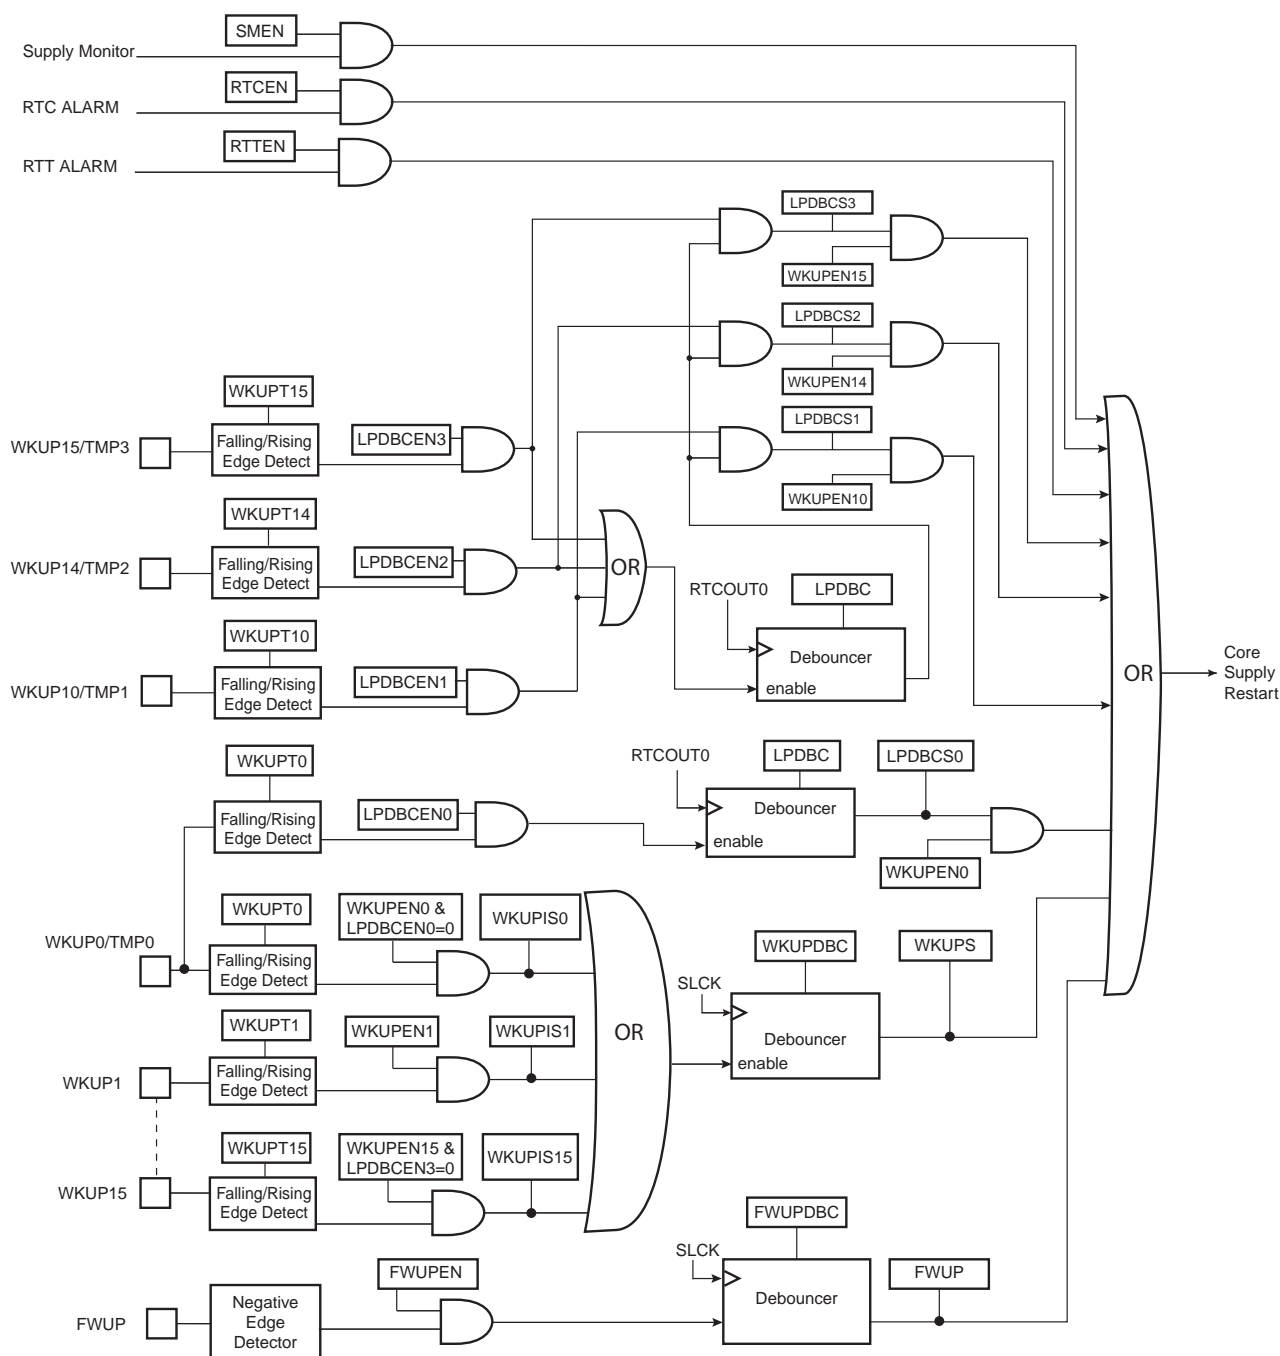 SMEN
Supply Monitor
RTCEN
RTC ALARM
RTTEN
RTT ALARM
LPDBCS3
WKUPEN15
LPDBCS2
WKUPEN14
LPDBCS1
WKUPEN10
WKUPT15
WKUP15/TMP3
Falling/Rising
Edge Detect
LPDBCEN3
WKUPT14
WKUP14/TMP2
Falling/Rising
Edge Detect
LPDBCEN2
OR
RTCOUT0
LPDBC
Debouncer
enable
WKUPT10
WKUP10/TMP1
Falling/Rising
Edge Detect
LPDBCEN1
OR
Core
Supply
Restart
WKUPT0
Falling/Rising
Edge Detect
LPDBCEN0
RTCOUT0
LPDBC
Debouncer
enable
LPDBCS0
WKUPEN0
WKUP0/TMP0
WKUPT0
Falling/Rising
Edge Detect
WKUPEN0 &
LPDBCEN0=0
WKUPIS0
OR
SLCK
WKUPDBC
Debouncer
enable
WKUPS
WKUP1
WKUPT1
Falling/Rising
Edge Detect
WKUPEN1
WKUPIS1
WKUP15
WKUPT15
Falling/Rising
Edge Detect
WKUPEN15 &
LPDBCEN3=0
WKUPIS15
FWUP
Negative
Edge
Detector
FWUPEN
SLCK
FWUPDBC
Debouncer
FWUP